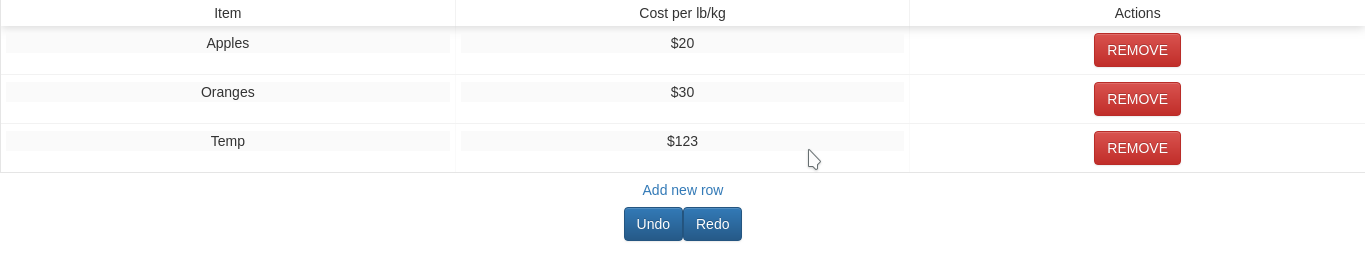 Item Cost per lb/kg Actions
Apples $20 REMOVE
Oranges $30 REMOVE
Temp $123 REMOVE
Add new row
Undo Redo